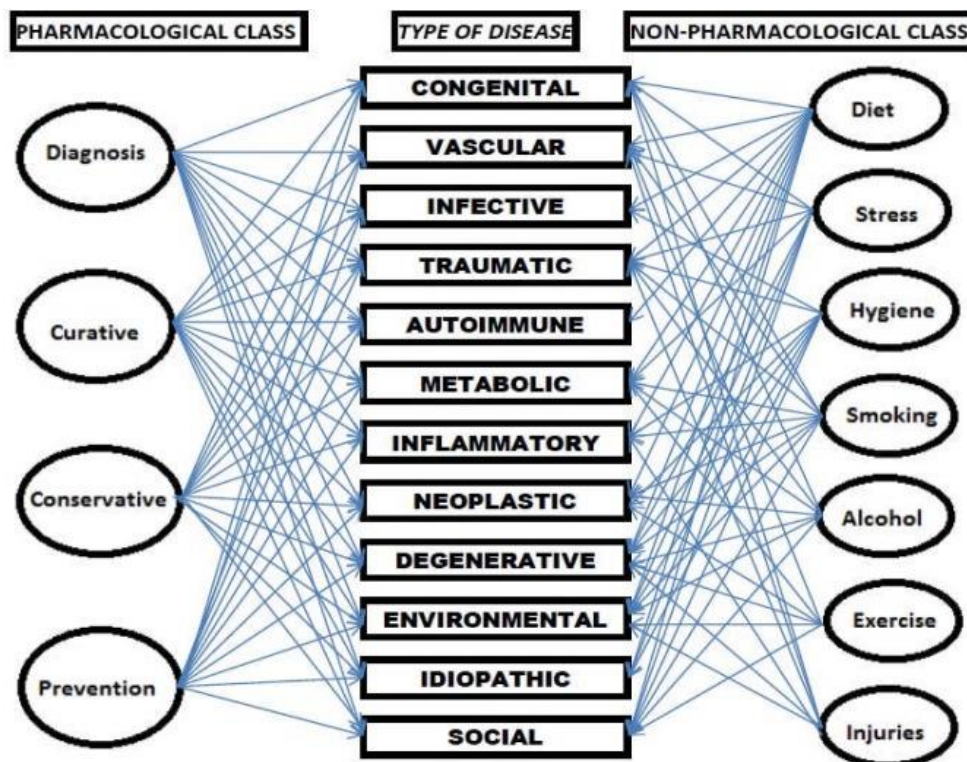 PHARMACOLOGICAL CLASS
TYPE OF DISEASE
NON-PHARMACOLOGICAL CLASS
Diagnosis
Curative
Conservative
Prevention
CONGENITAL
VASCULAR
INFECTIVE
TRAUMATIC
AUTOIMMUNE
METABOLIC
INFLAMMATORY
NEOPLASTIC
DEGENERATIVE
ENVIRONMENTAL
IDIOPATHIC
SOCIAL
Diet
Stress
Hygiene
Smoking
Alcohol
Exercise
Injuries